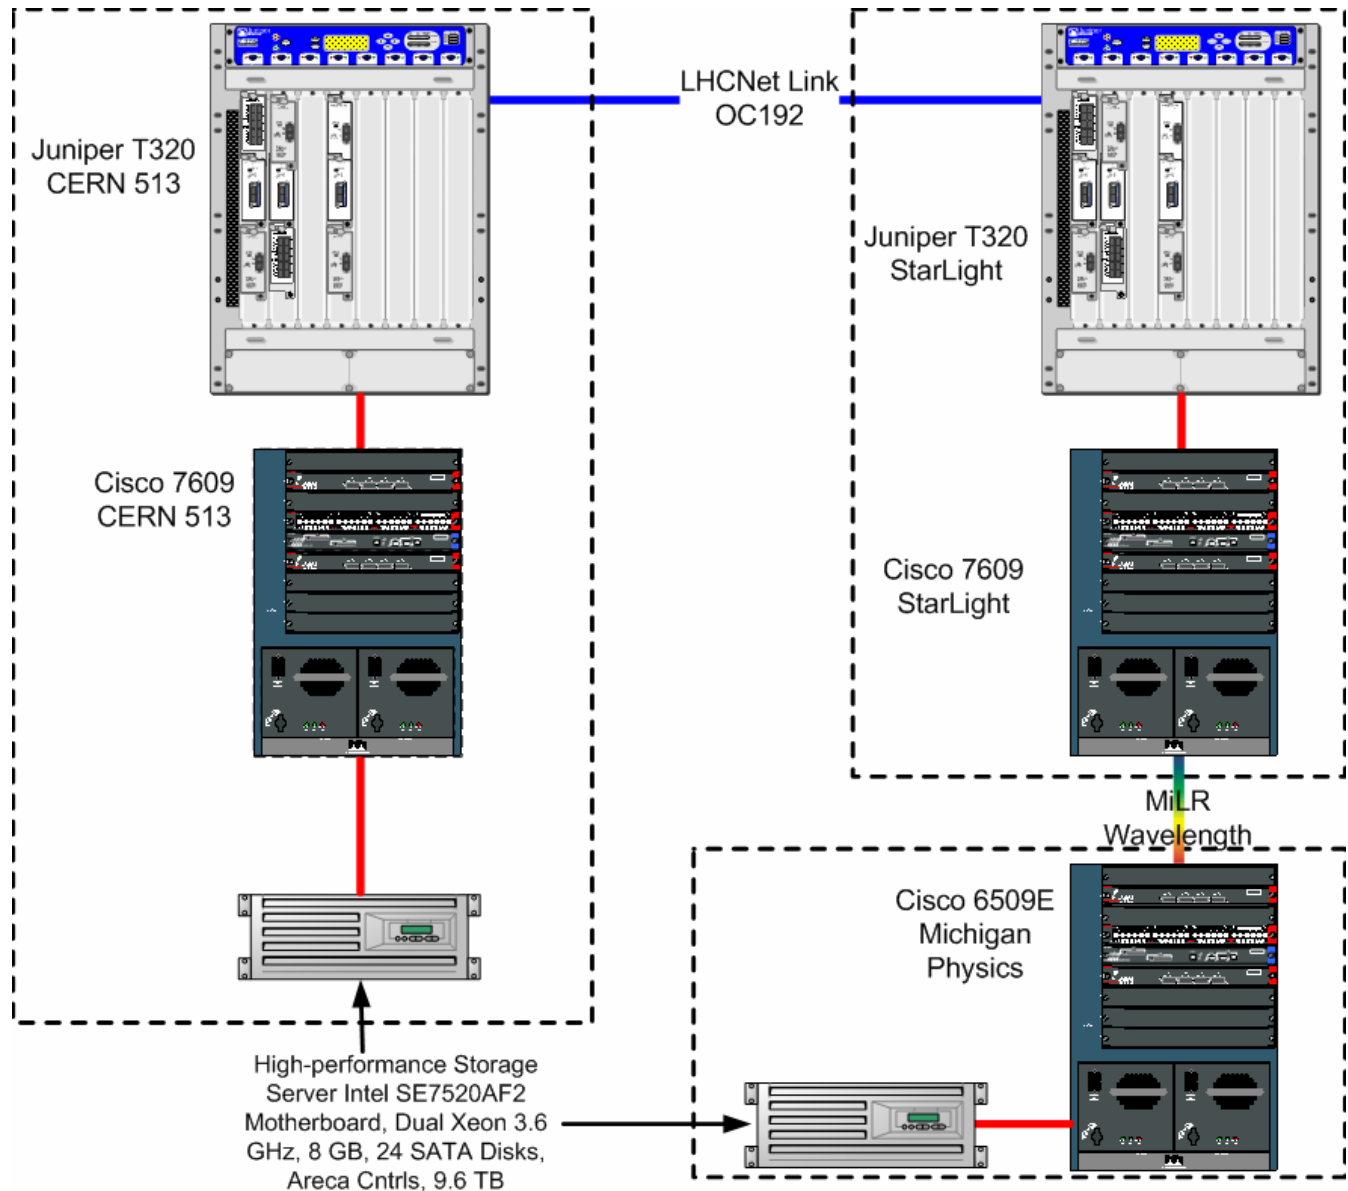 LHCNet Link
OC192
Juniper T320
CERN 513
Juniper T320
StarLight
Cisco 7609
CERN 513
Cisco 7609
StarLight
MiLR
Wavelength
Cisco 6509E
Michigan
Physics
High-performance Storage
Server Intel SE7520AF2
Motherboard, Dual Xeon 3.6
GHz, 8 GB, 24 SATA Disks,
Areca Cntrls, 9.6 TB